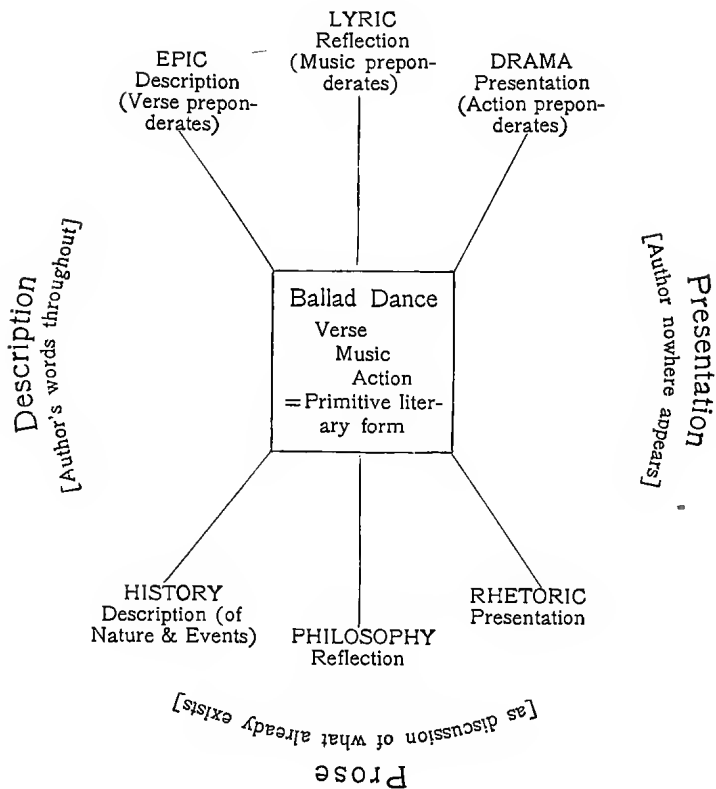 LYRIC
Reflection
(Music prepon-
derates)
EPIC
Description
(Verse prepon-
derates)
DRAMA
Presentation
(Action prepon-
derates)
Description
[Author's words throughout]
Ballad Dance
Verse
Music
Action
=Primitive liter-
ary form
Presentation
[Author nowhere appears]
HISTORY
Description (of
Nature & Events)
PHILOSOPHY
Reflection
RHETORIC
Presentation
[as discussion of what already exists]
Prose